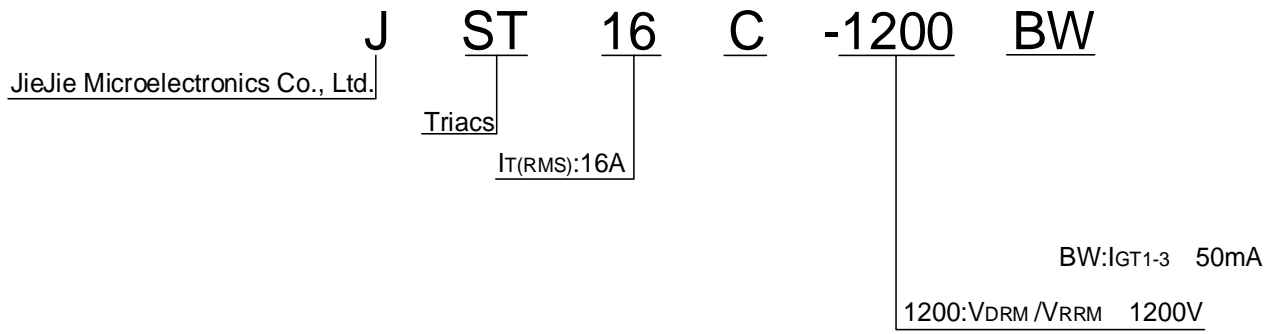 J ST 16 C -1200 BW
JieJie Microelectronics Co., Ltd.
Triacs
IT(RMS):16A
BW:IGT1-3 50mA
1200:VDRM /VRRM 1200V